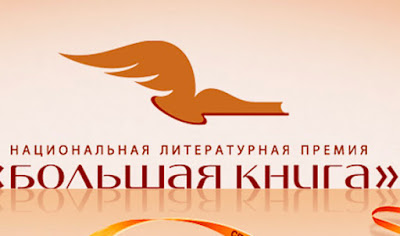 НАЦИОНАЛЬНАЯ ЛИТЕРАТУРНАЯ ПРЕМИЯ
«БОЛЬШАЯ КНИГА»